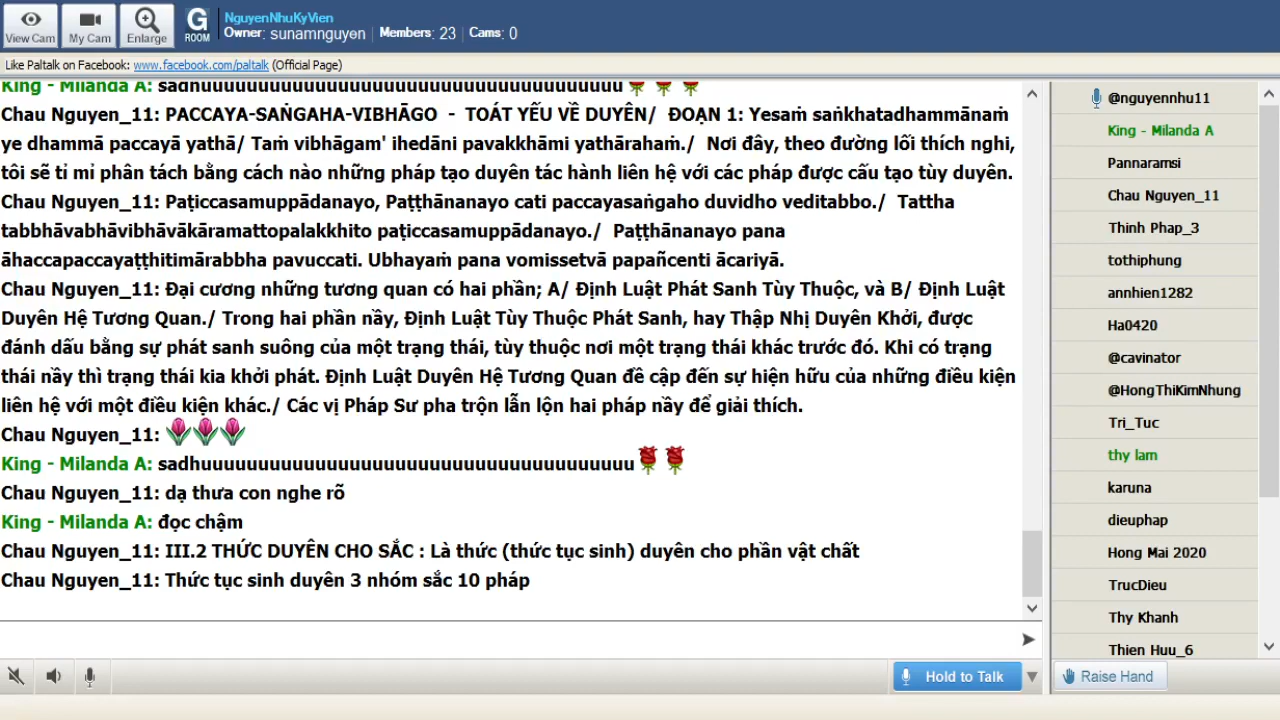 View Cam
My Cam
Enlarge
G
ROOM
NguyenNhuKyVien
Owner: sunamnguyen | Members: 23 | Cams: 0
Like Paltalk on Facebook: www.facebook.com/paltalk (Official Page)
King - Milanda A: sadhuuuuuuuuuuuuuuuuuuuuuuuuuuuuuuuuuuuuu
Chau Nguyen_11: PACCAYA-SAṄGAHA-VIBHĀGO - TOÁT YẾU VỀ DUYÊN/ ĐOẠN 1: Yesaṁ saṅkhatadhammānaṁ
ye dhammā paccayā yathā/ Taṁ vibhāgam' ihedāni pavakkhāmi yathārahaṁ./ Nơi đây, theo đường lối thích nghi,
tôi sẽ tỉ mỉ phân tách bằng cách nào những pháp tạo duyên tác hành liên hệ với các pháp được cấu tạo tùy duyên.
Chau Nguyen_11: Paṭiccasamuppādanayo, Paṭṭhānanayo cati paccayasaṅgaho duvidho veditabbo./ Tattha
tabbhāvabhāvibhāvākāramattopalakkhito paṭiccasamuppādanayo./ Paṭṭhānanayo pana
āhaccapaccayaṭṭhitimārabbha pavuccati. Ubhayaṁ pana vomissetvā papañcenti ācariyā.
Chau Nguyen_11: Đại cương những tương quan có hai phần; A/ Định Luật Phát Sanh Tùy Thuộc, và B/ Định Luật
Duyên Hệ Tương Quan./ Trong hai phần nầy, Định Luật Tùy Thuộc Phát Sanh, hay Thập Nhị Duyên Khởi, được
đánh dấu bằng sự phát sanh suông của một trạng thái, tùy thuộc nơi một trạng thái khác trước đó. Khi có trạng
thái nầy thì trạng thái kia khởi phát. Định Luật Duyên Hệ Tương Quan đề cập đến sự hiện hữu của những điều kiện
liên hệ với một điều kiện khác./ Các vị Pháp Sư pha trộn lẫn lộn hai pháp nầy để giải thích.
Chau Nguyen_11:
King - Milanda A: sadhuuuuuuuuuuuuuuuuuuuuuuuuuuuuuuuuuuuuuu
Chau Nguyen_11: dạ thưa con nghe rõ
King - Milanda A: đọc chậm
Chau Nguyen_11: III.2 THỨC DUYÊN CHO SẮC : Là thức (thức tục sinh) duyên cho phần vật chất
Chau Nguyen_11: Thức tục sinh duyên 3 nhóm sắc 10 pháp
@nguyennhu11
King - Milanda A
Pannaramsi
Chau Nguyen_11
Thinh Phap_3
tothiphung
annhien1282
Ha0420
@cavinator
@HongThiKimNhung
Tri_Tuc
thy lam
karuna
dieuphap
Hong Mai 2020
TrucDieu
Thy Khanh
Thien Huu_6
Hold to Talk
Raise Hand